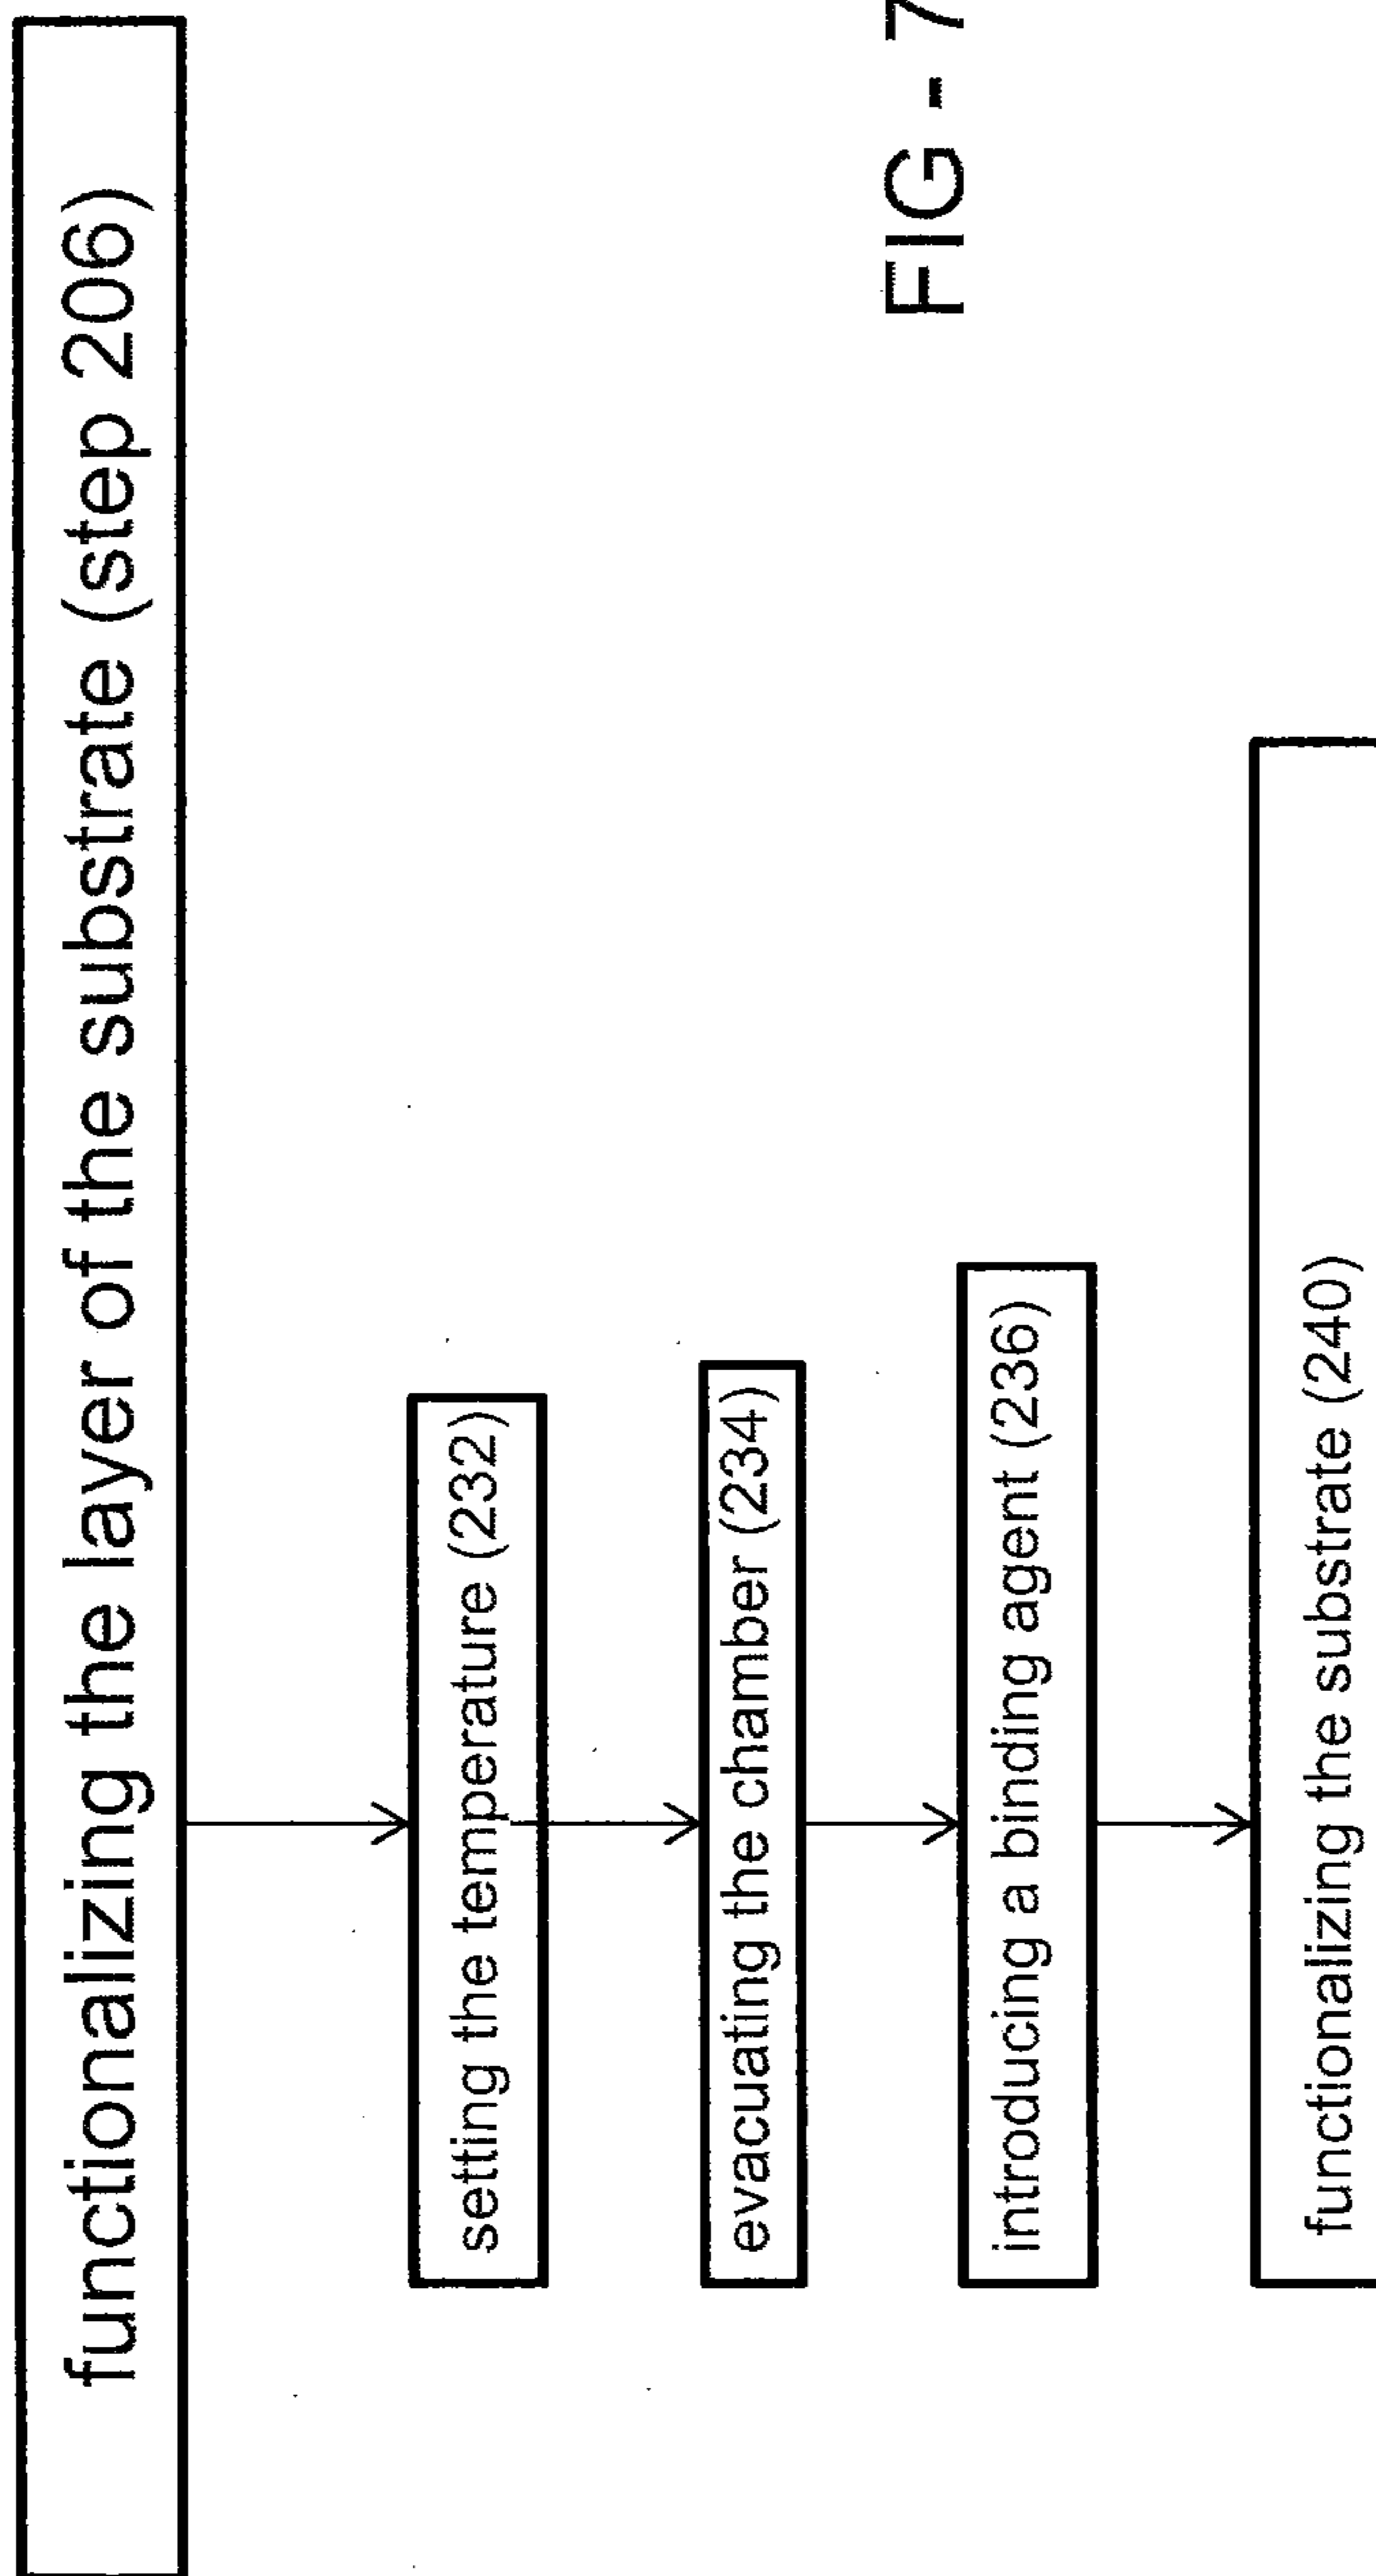 functionalizing the layer of the substrate (step 206)
setting the temperature (232)
evacuating the chamber (234)
introducing a binding agent (236)
functionalizing the substrate (240)
FIG - 7